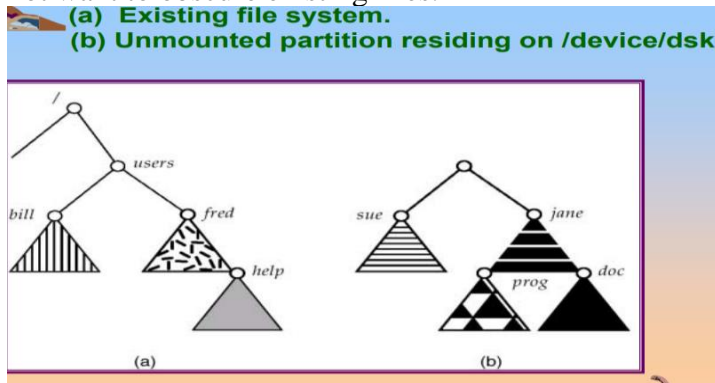 (a) Existing file system.
(b) Unmounted partition residing on /device/dsk
/
users
bill
fred
sue
jane
help
prog
doc
(a)
(b)